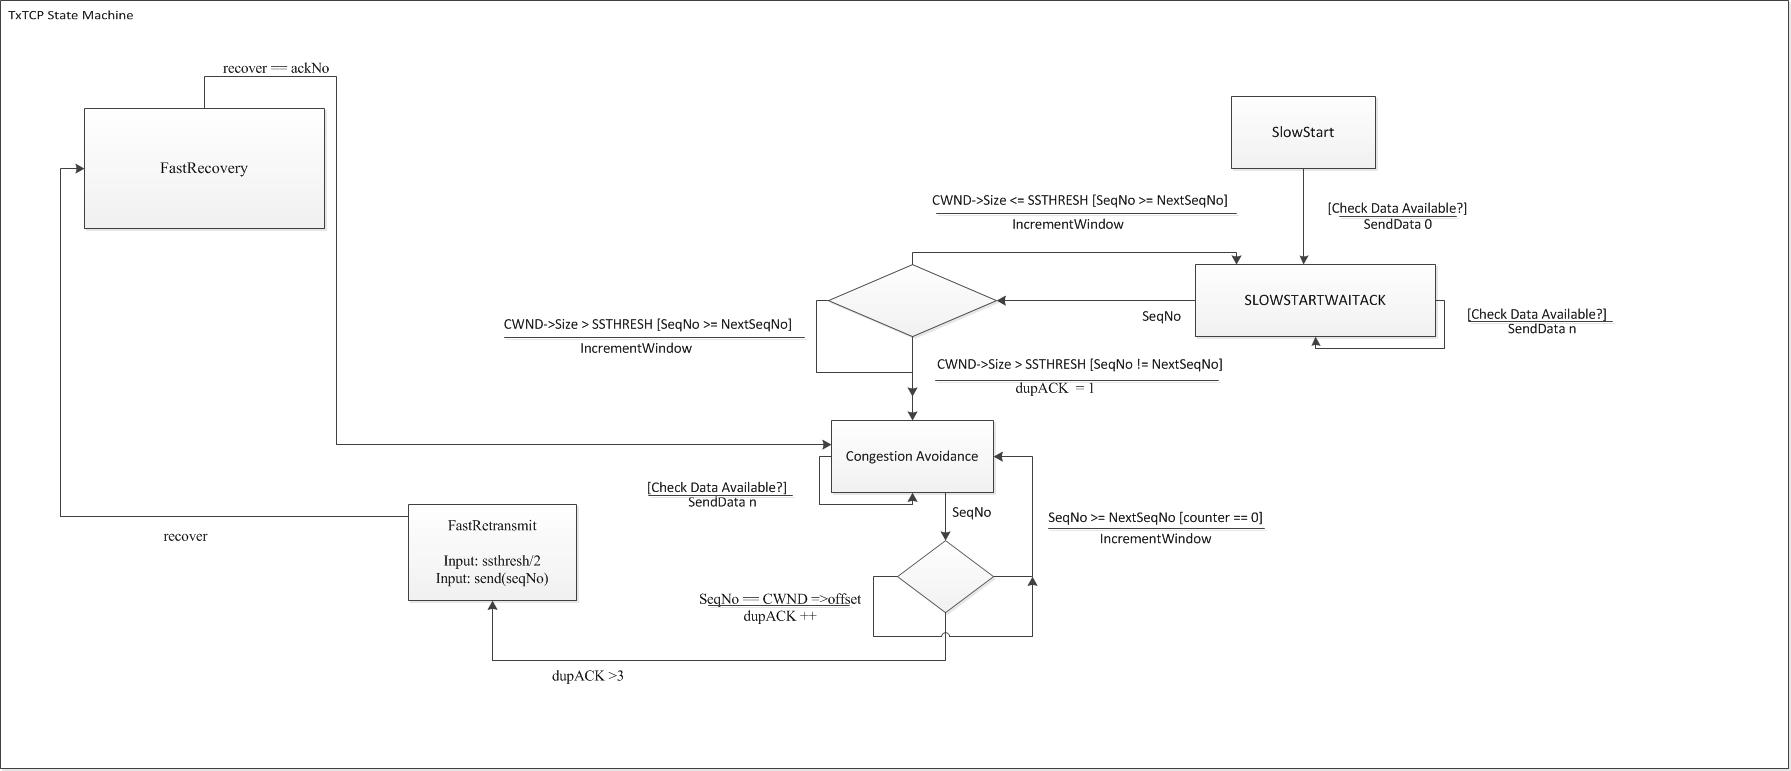 TxTCP State Machine
recover == ackNo
FastRecovery
SlowStart
CWND->Size <= SSTHRESH [SeqNo >= NextSeqNo]
IncrementWindow
[Check Data Available?]
SendData 0
SLOWSTARTWAITACK
SeqNo
[Check Data Available?]
SendData n
CWND->Size > SSTHRESH [SeqNo >= NextSeqNo]
IncrementWindow
CWND->Size > SSTHRESH [SeqNo != NextSeqNo]
dupACK = 1
Congestion Avoidance
[Check Data Available?]
SendData n
SeqNo
SeqNo >= NextSeqNo [counter == 0]
IncrementWindow
FastRetransmit
Input: ssthresh/2
Input: send(seqNo)
recover
SeqNo == CWND =>offset
dupACK ++
dupACK >3